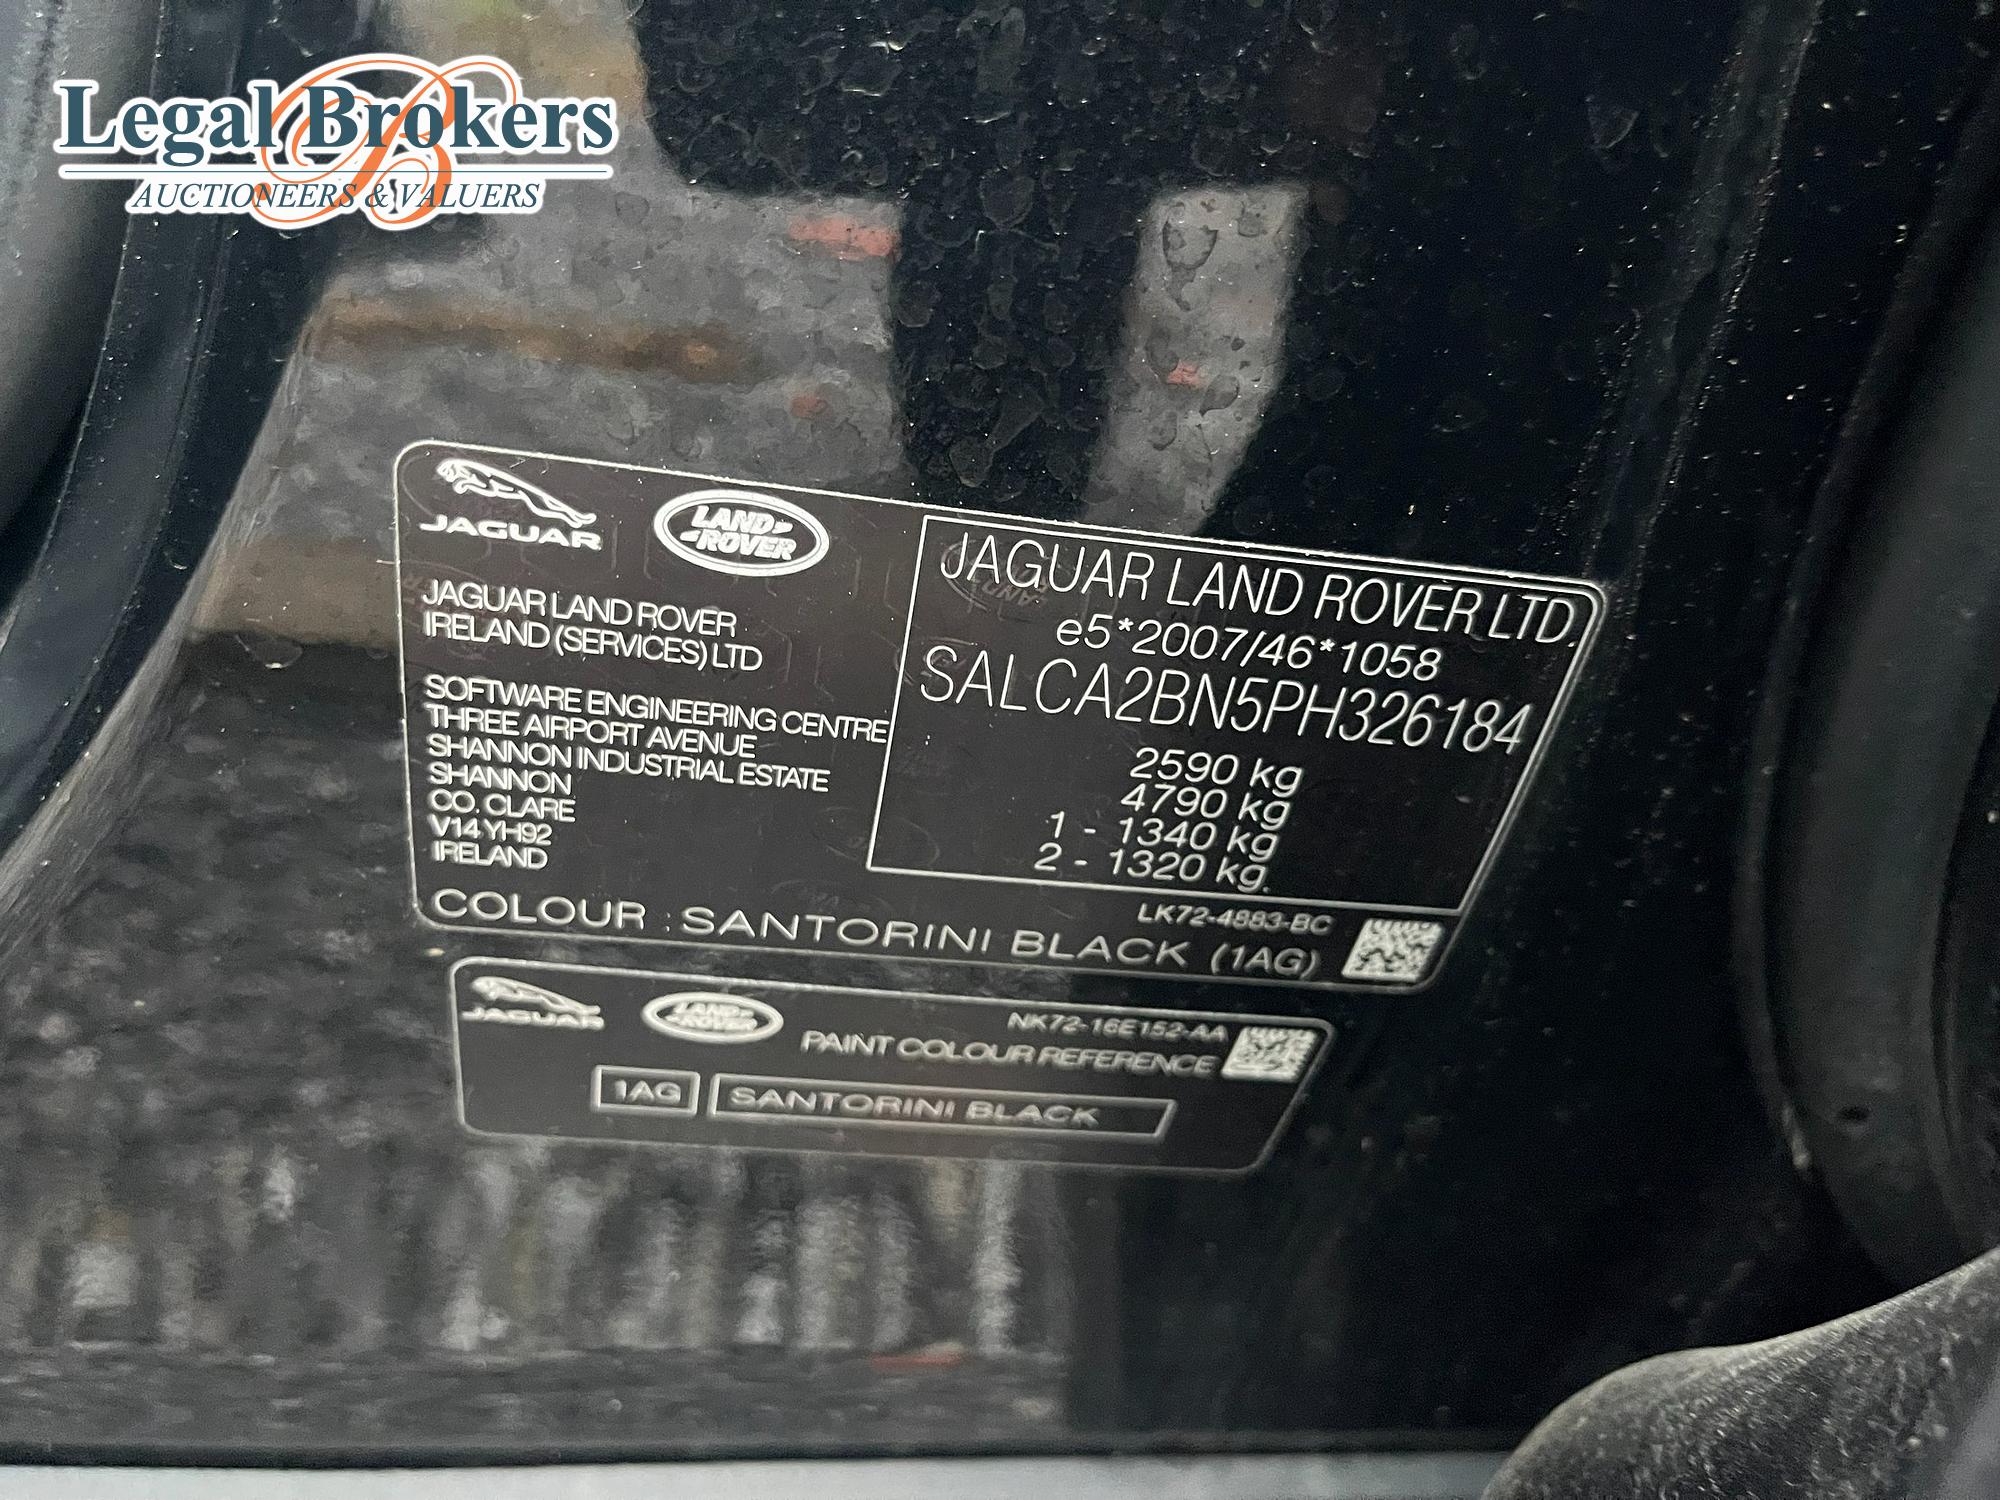 Legal Brokers
AUCTIONEERS & VALUERS
JAGUAR
LAND
ROVER
JAGUAR LAND ROVER
IRELAND (SERVICES) LTD
SOFTWARE ENGINEERING CENTRE
THREE AIRPORT AVENUE
SHANNON INDUSTRIAL ESTATE
SHANNON
CO. CLARE
V14 YH92
IRELAND
JAGUAR LAND ROVER LTD.
e5*2007/46*1058
SALCA2BN5PH326184
2590 kg
4790 kg
1 - 1340 kg
2 - 1320 kg.
LK72-4883-BC
COLOUR : SANTORINI BLACK (1AG)
JAGUAR
LAND
ROVER
NK72-16E152-AA
PAINT COLOUR REFERENCE
1AG SANTORINI BLACK